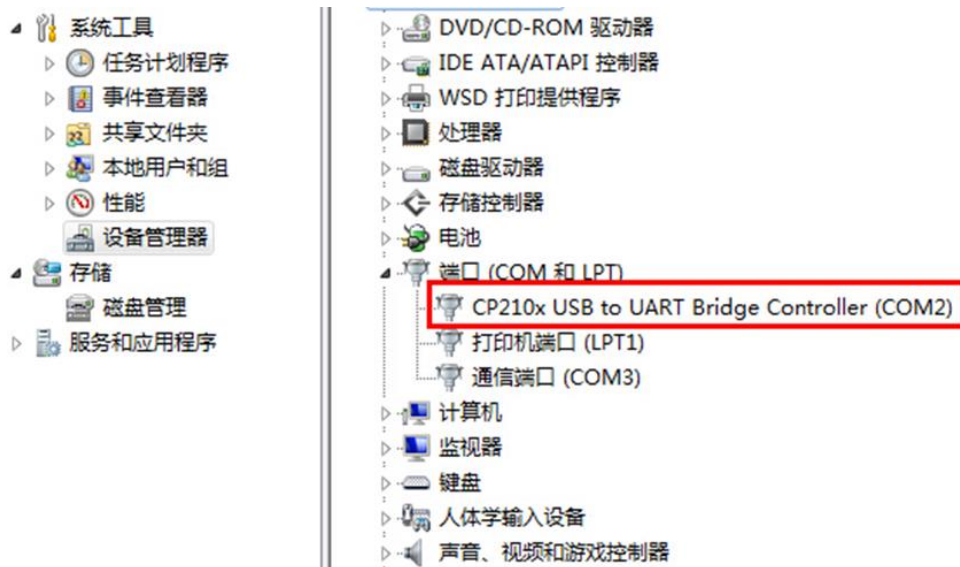 系统工具
任务计划程序
事件查看器
共享文件夹
本地用户和组
性能
设备管理器
存储
磁盘管理
服务和应用程序
DVD/CD-ROM 驱动器
IDE ATA/ATAPI 控制器
WSD 打印提供程序
处理器
磁盘驱动器
存储控制器
电池
端口 (COM 和 LPT)
CP210x USB to UART Bridge Controller (COM2)
打印机端口 (LPT1)
通信端口 (COM3)
计算机
监视器
键盘
人体学输入设备
声音、视频和游戏控制器